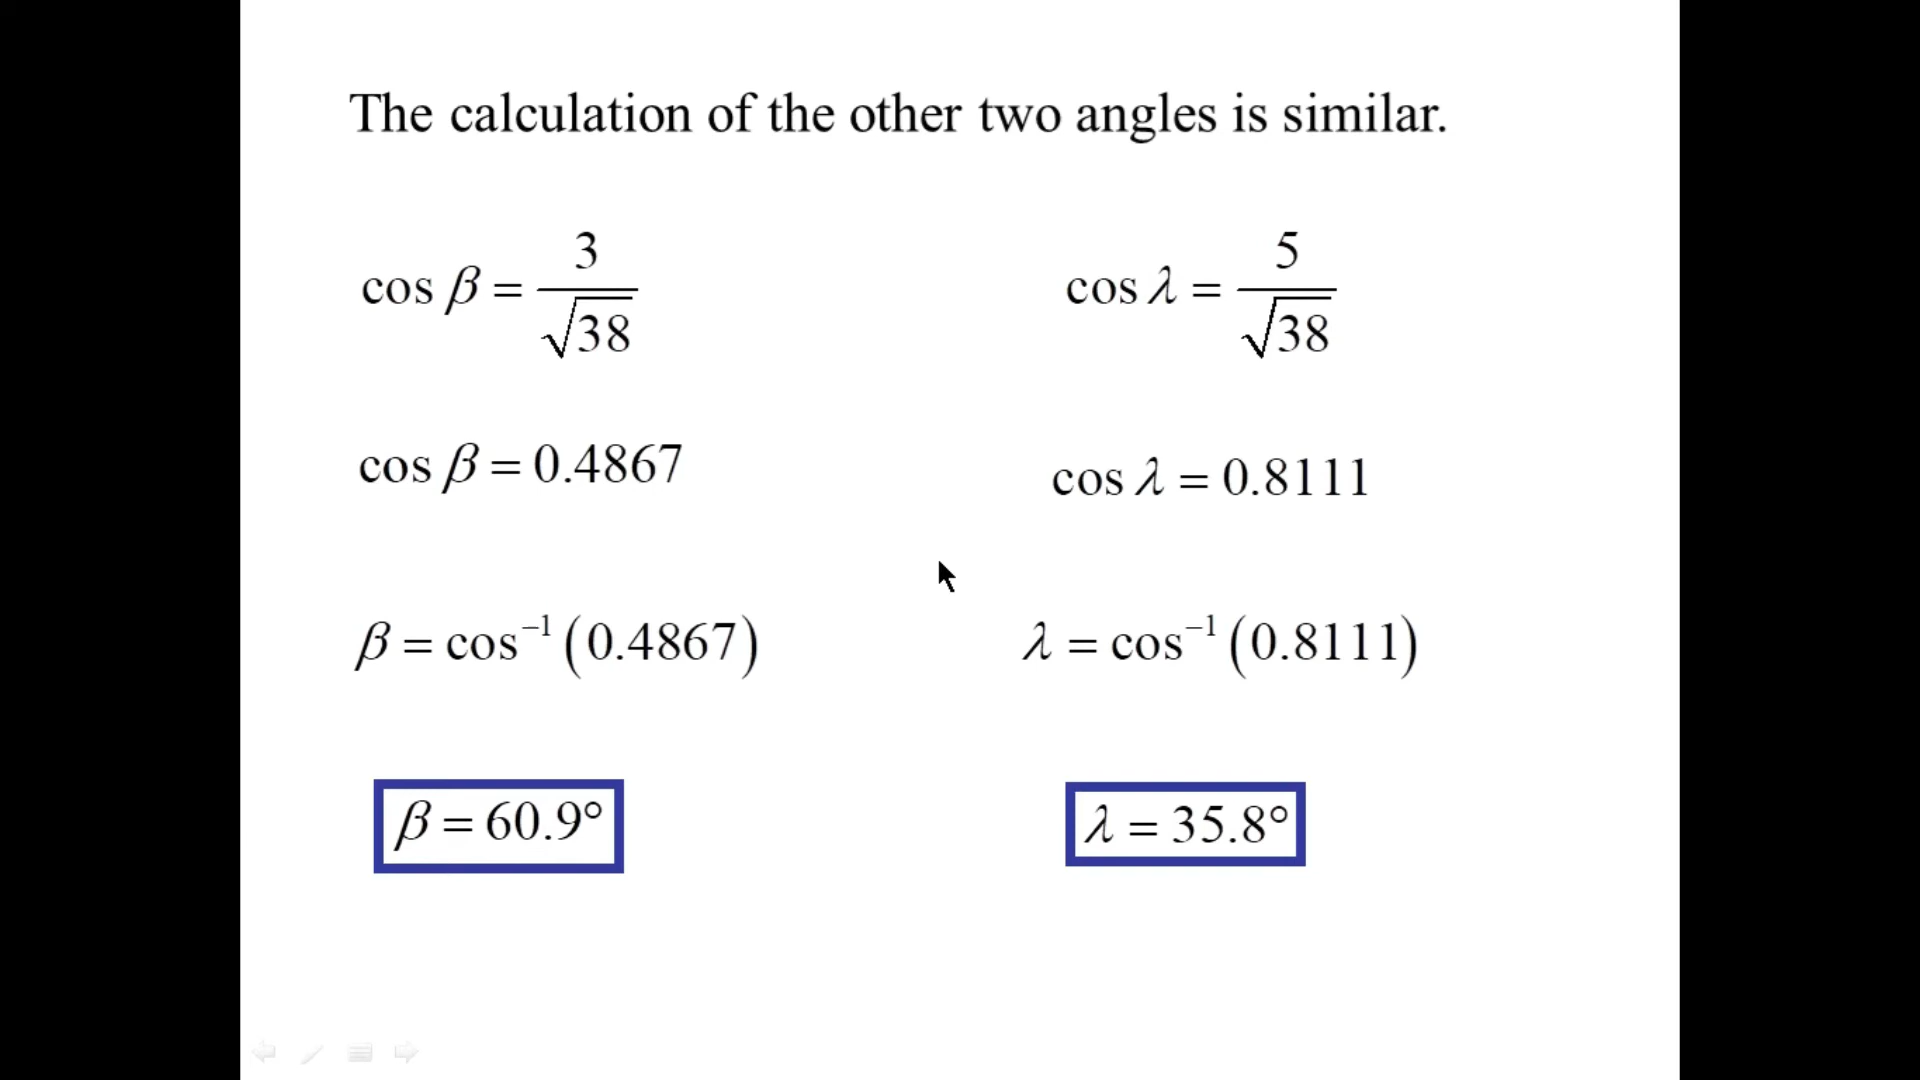 The calculation of the other two angles is similar.
cos β = 3/√38
cos λ = 5/√38
cos β = 0.4867
cos λ = 0.8111
β = cos⁻¹(0.4867)
λ = cos⁻¹(0.8111)
β = 60.9°
λ = 35.8°